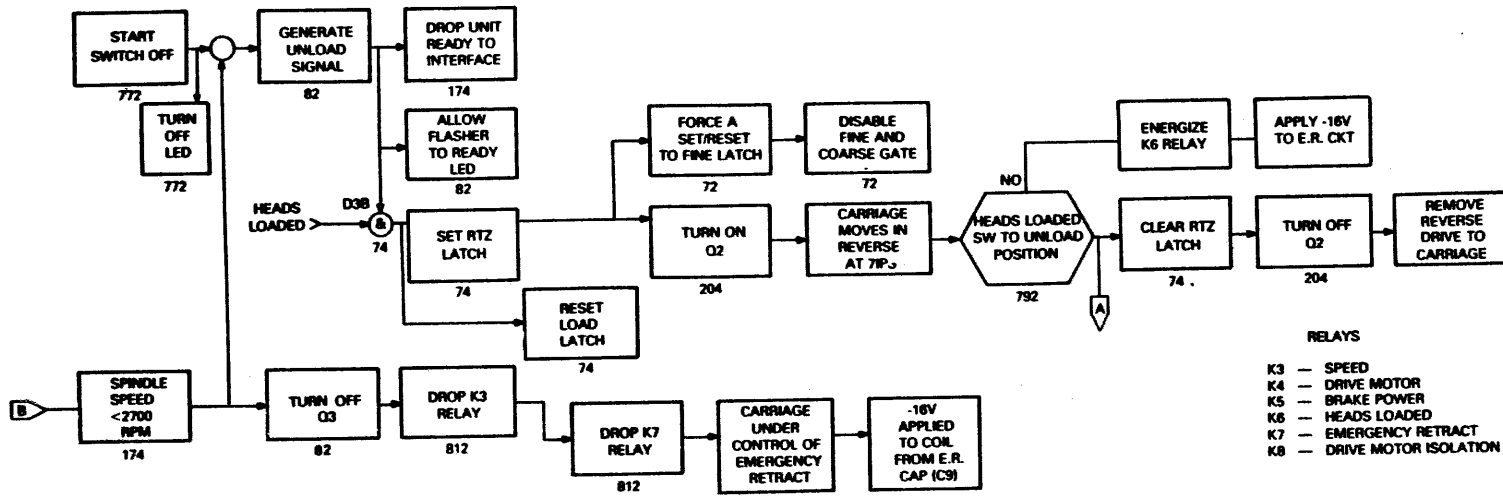 START
SWITCH OFF
772
TURN
OFF
LED
772
GENERATE
UNLOAD
SIGNAL
82
DROP UNIT
READY TO
INTERFACE
174
ALLOW
FLASHER
TO READY
LED
82
HEADS
LOADED
D3B
&
74
SET RTZ
LATCH
74
RESET
LOAD
LATCH
74
FORCE A
SET/RESET
TO FINE LATCH
72
DISABLE
FINE AND
COARSE GATE
72
TURN ON
Q2
204
CARRIAGE
MOVES IN
REVERSE
AT 7IPS
HEADS LOADED
SW TO UNLOAD
POSITION
792
NO
ENERGIZE
K6 RELAY
APPLY -16V
TO E.R. CKT
A
CLEAR RTZ
LATCH
74
TURN OFF
Q2
204
REMOVE
REVERSE
DRIVE TO
CARRIAGE
B
SPINDLE
SPEED
<2700
RPM
174
TURN OFF
Q3
82
DROP K3
RELAY
812
DROP K7
RELAY
812
CARRIAGE
UNDER
CONTROL OF
EMERGENCY
RETRACT
-16V
APPLIED
TO COIL
FROM E.R.
CAP (C9)
RELAYS
K3 — SPEED
K4 — DRIVE MOTOR
K5 — BRAKE POWER
K6 — HEADS LOADED
K7 — EMERGENCY RETRACT
K8 — DRIVE MOTOR ISOLATION